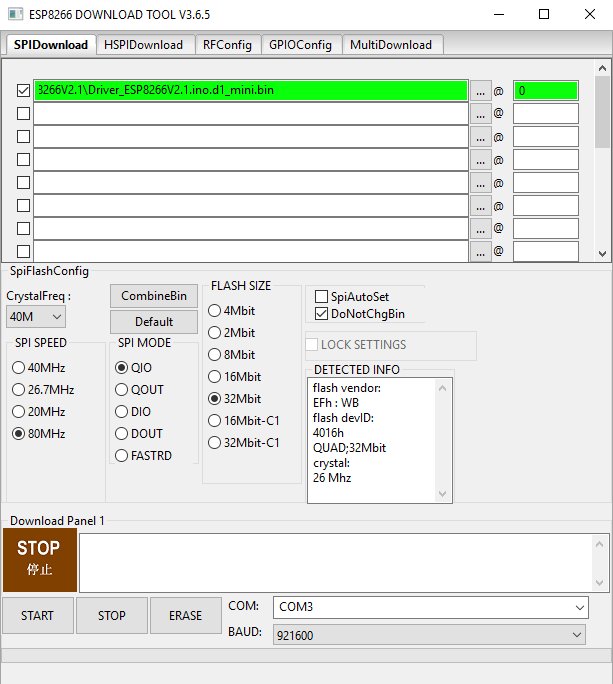 ESP8266 DOWNLOAD TOOL V3.6.5
SPIDownload HSPIDownload RFConfig GPIOConfig MultiDownload
3266V2.1\Driver_ESP8266V2.1.ino.d1_mini.bin ... @ 0
... @
... @
... @
... @
... @
... @
... @
SpiFlashConfig
CrystalFreq :
40M
CombineBin
Default
SPI SPEED
40MHz
26.7MHz
20MHz
80MHz
SPI MODE
QIO
QOUT
DIO
DOUT
FASTRD
FLASH SIZE
4Mbit
2Mbit
8Mbit
16Mbit
32Mbit
16Mbit-C1
32Mbit-C1
SpiAutoSet
DoNotChgBin
LOCK SETTINGS
DETECTED INFO
flash vendor:
EFh : WB
flash devID:
4016h
QUAD;32Mbit
crystal:
26 Mhz
Download Panel 1
STOP
停止
START STOP ERASE
COM: COM3
BAUD: 921600